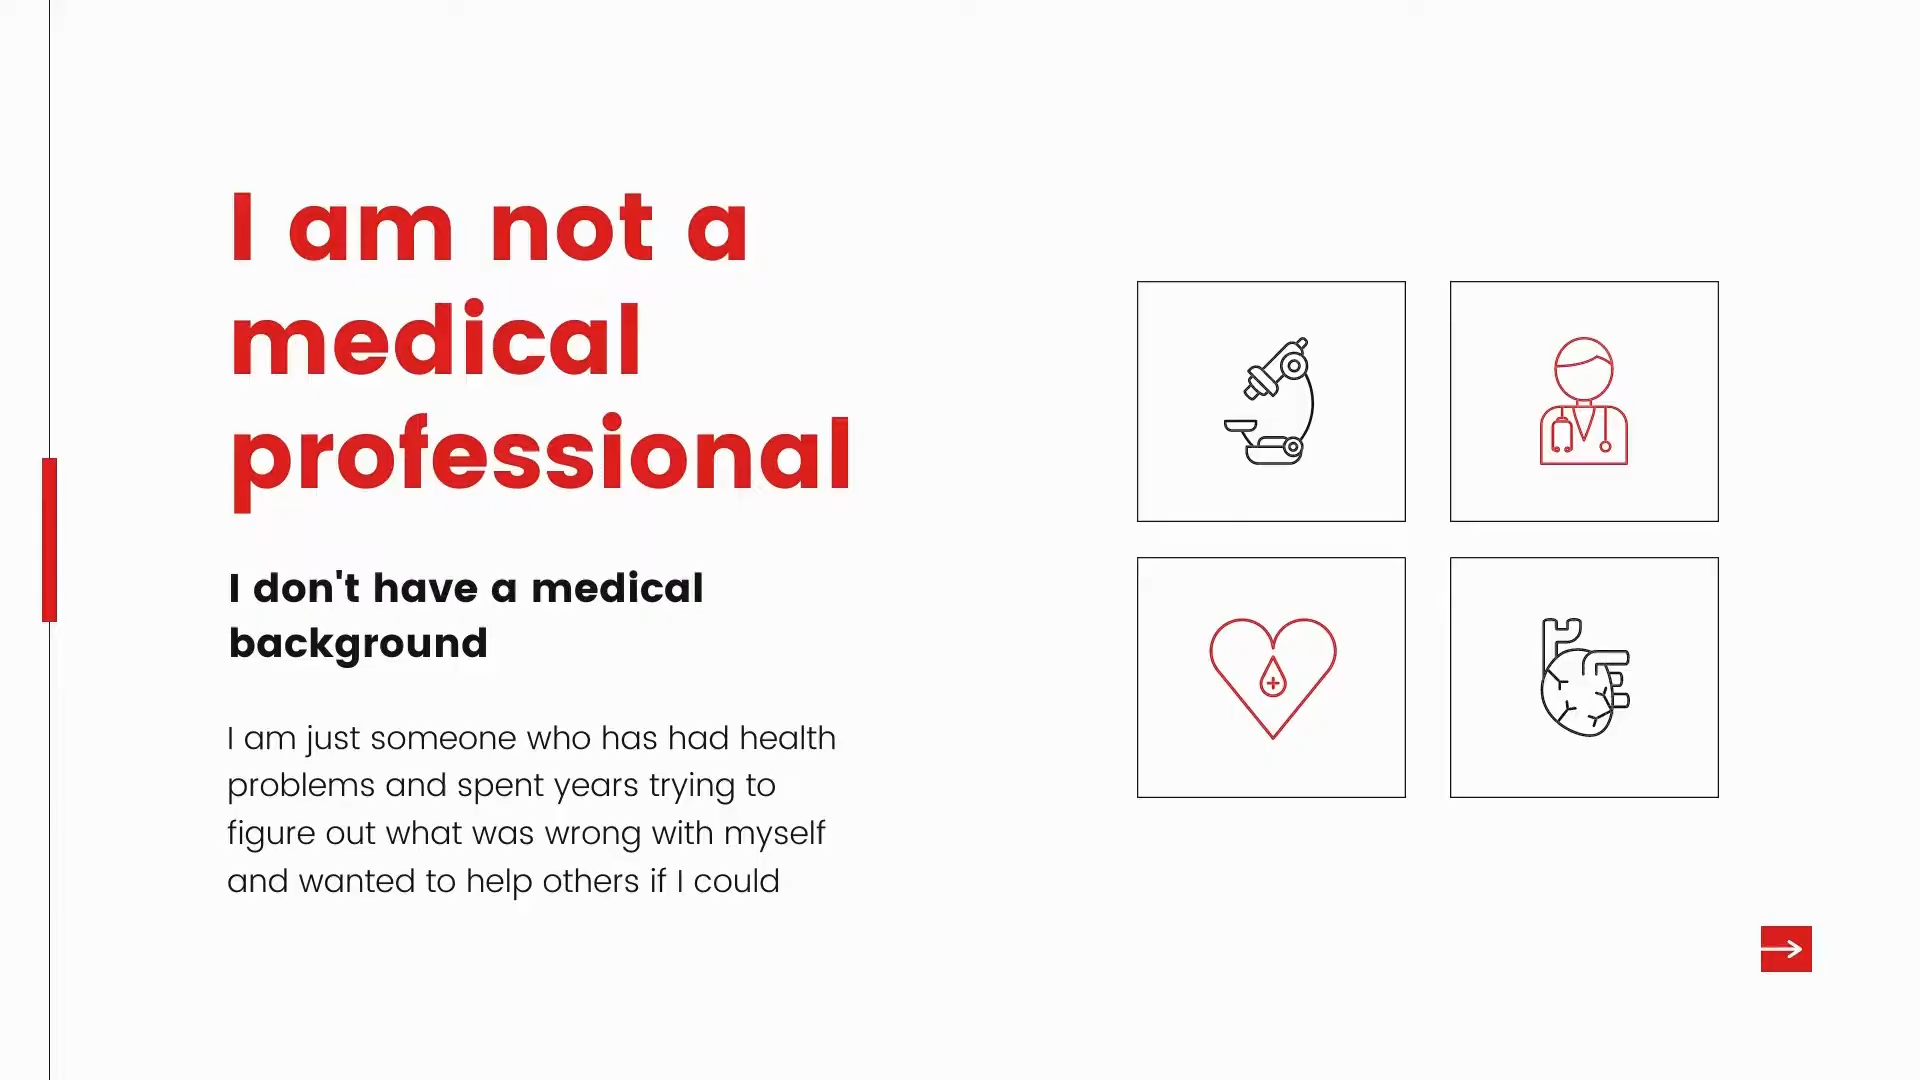 I am not a
medical
professional
I don't have a medical
background
I am just someone who has had health
problems and spent years trying to
figure out what was wrong with myself
and wanted to help others if I could